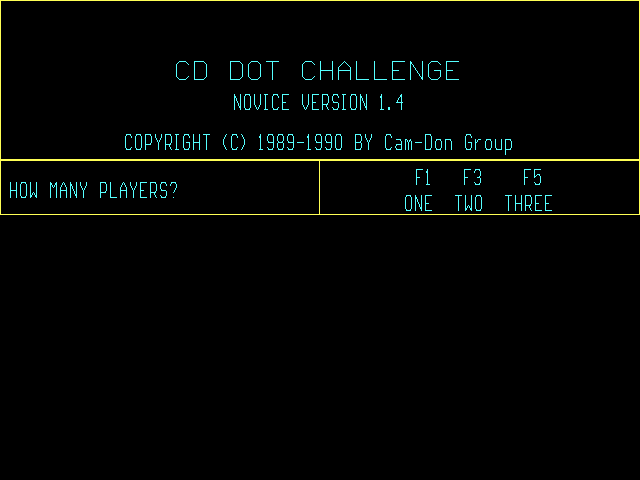 CD DOT CHALLENGE
NOVICE VERSION 1.4
COPYRIGHT (C) 1989-1990 BY Cam-Don Group
HOW MANY PLAYERS?
F1 F3 F5
ONE TWO THREE